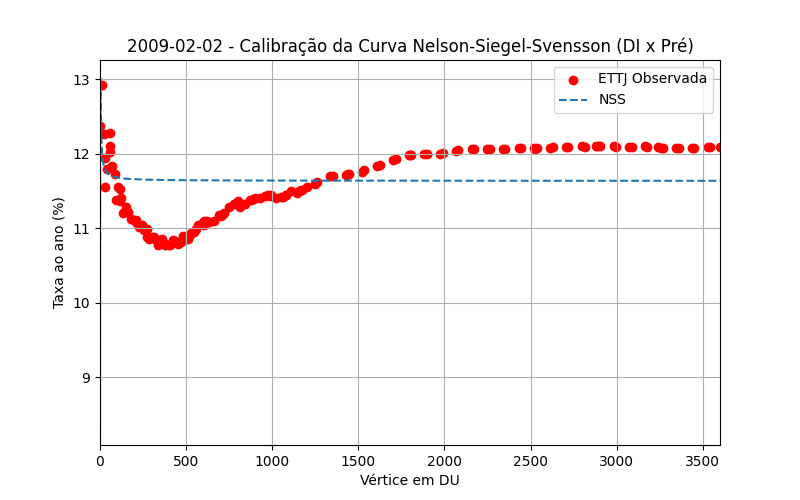 2009-02-02 - Calibração da Curva Nelson-Siegel-Svensson (DI x Pré)
ETTJ Observada
NSS
Taxa ao ano (%)
13
12
11
10
9
0 500 1000 1500 2000 2500 3000 3500
Vértice em DU